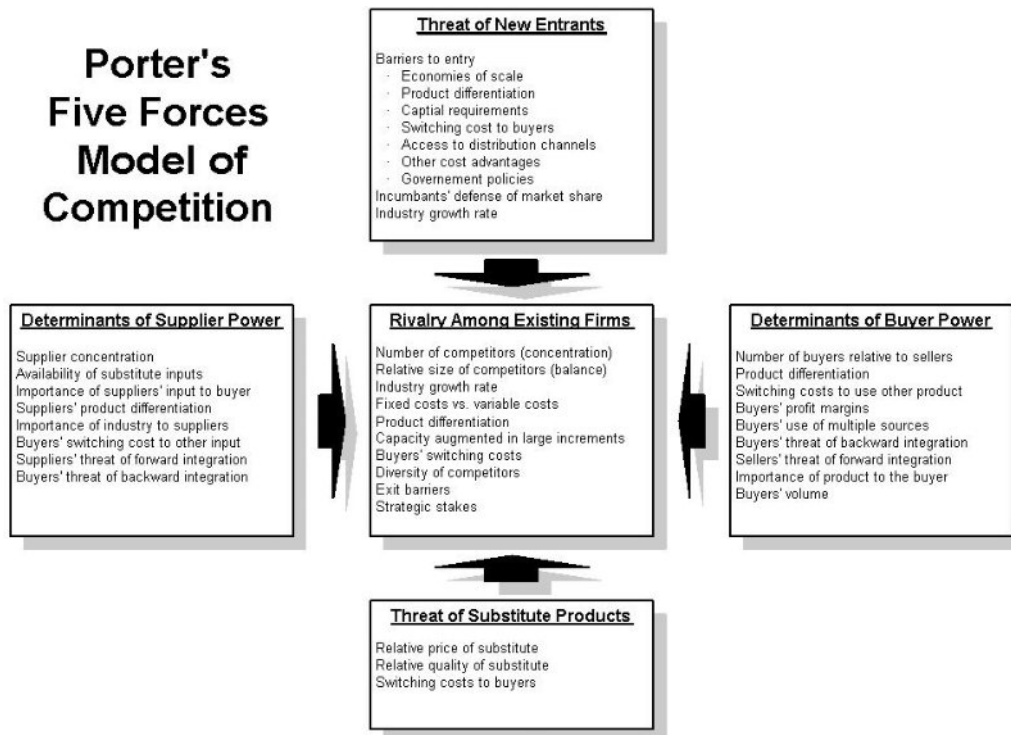 Porter's
Five Forces
Model of
Competition
Threat of New Entrants
Barriers to entry
· Economies of scale
· Product differentiation
· Captial requirements
· Switching cost to buyers
· Access to distribution channels
· Other cost advantages
· Governement policies
Incumbants' defense of market share
Industry growth rate
Determinants of Supplier Power
Supplier concentration
Availability of substitute inputs
Importance of suppliers' input to buyer
Suppliers' product differentiation
Importance of industry to suppliers
Buyers' switching cost to other input
Suppliers' threat of forward integration
Buyers' threat of backward integration
Rivalry Among Existing Firms
Number of competitors (concentration)
Relative size of competitors (balance)
Industry growth rate
Fixed costs vs. variable costs
Product differentiation
Capacity augmented in large increments
Buyers' switching costs
Diversity of competitors
Exit barriers
Strategic stakes
Determinants of Buyer Power
Number of buyers relative to sellers
Product differentiation
Switching costs to use other product
Buyers' profit margins
Buyers' use of multiple sources
Buyers' threat of backward integration
Sellers' threat of forward integration
Importance of product to the buyer
Buyers' volume
Threat of Substitute Products
Relative price of substitute
Relative quality of substitute
Switching costs to buyers